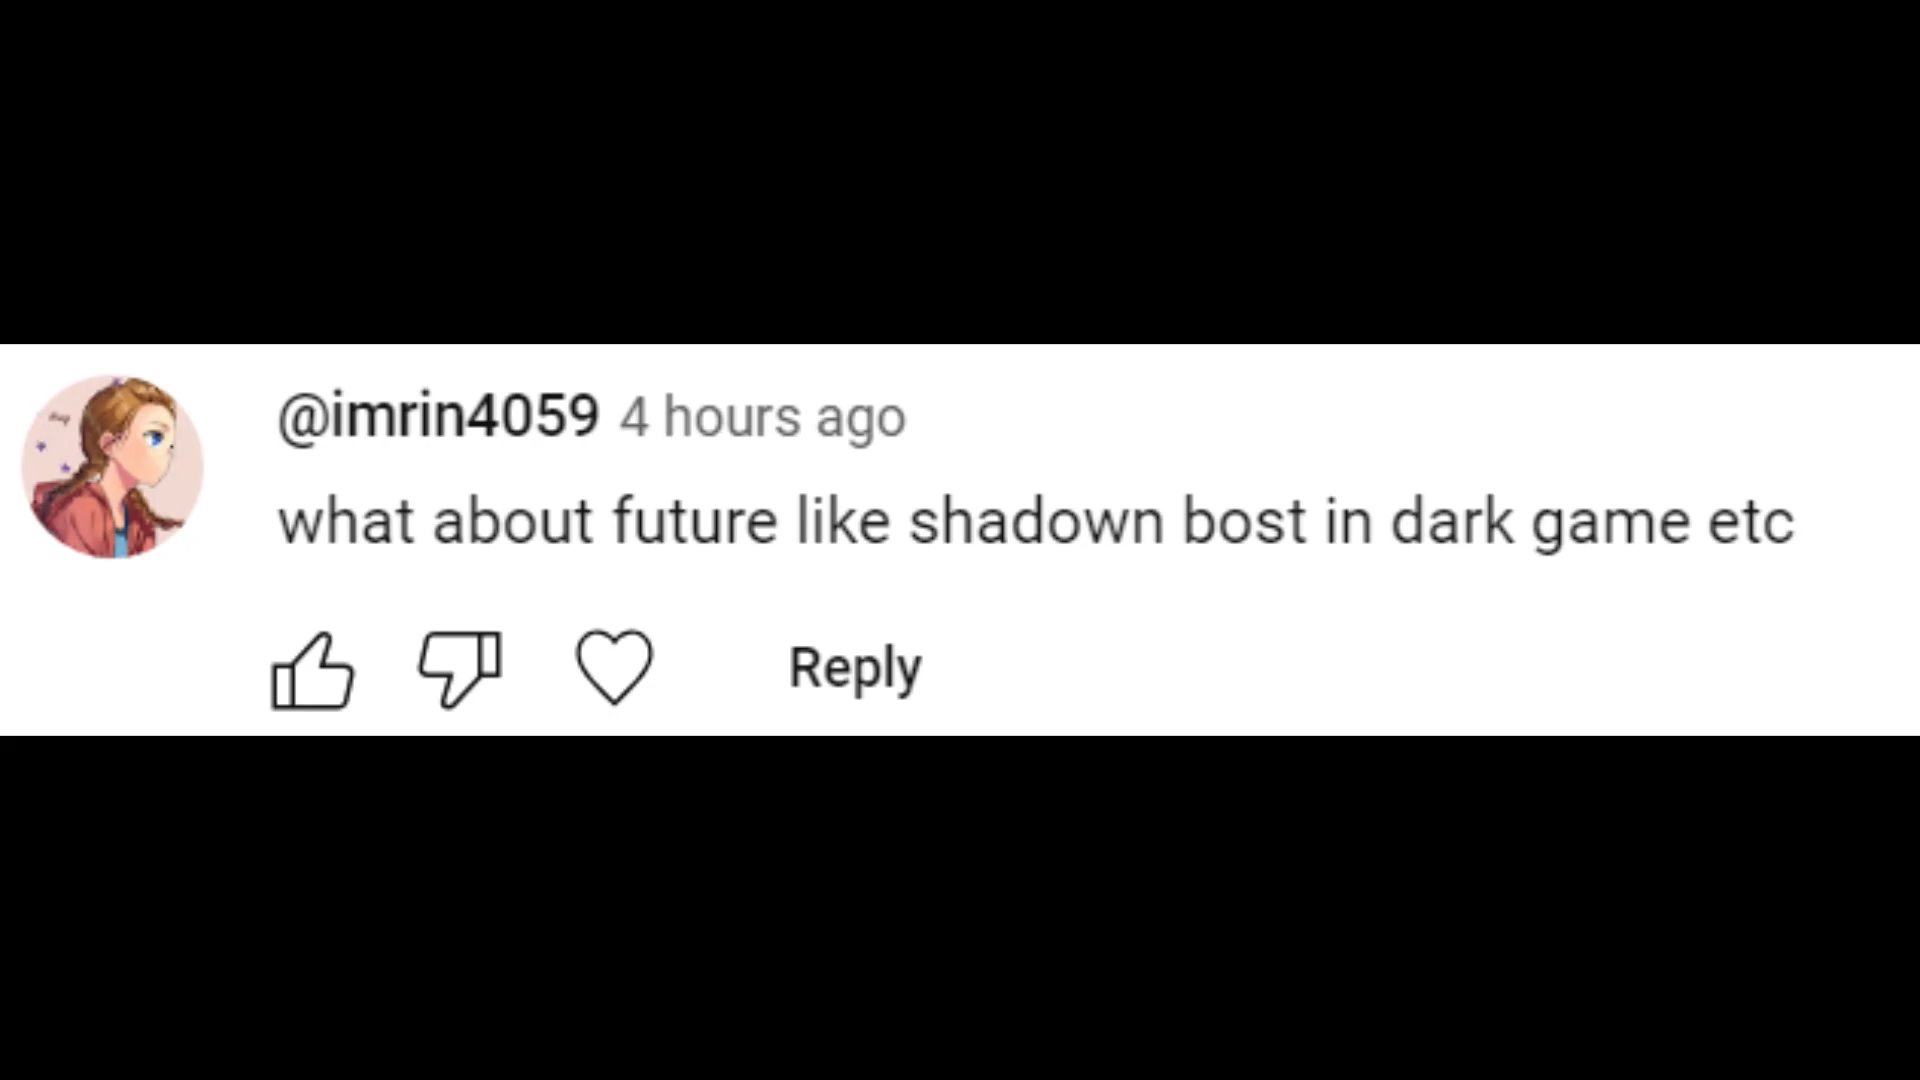 @imrin4059 4 hours ago
what about future like shadown bost in dark game etc
Reply